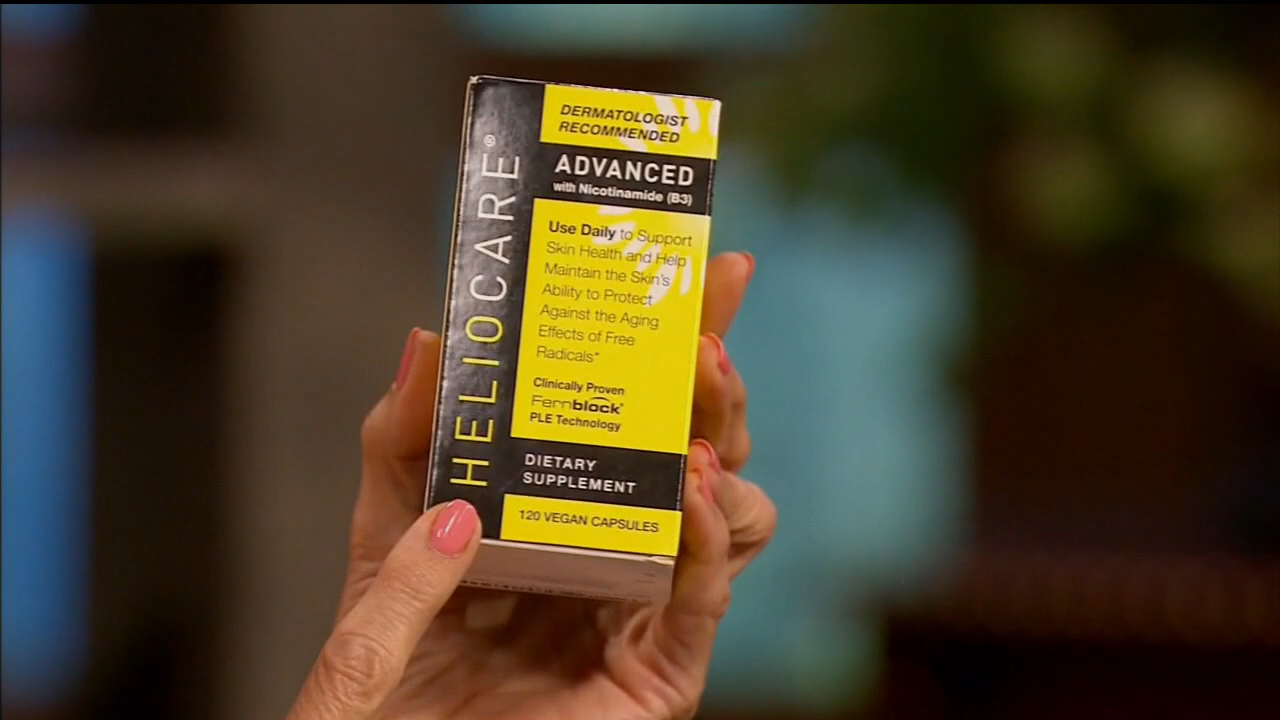 HELIOCARE®
DERMATOLOGIST
RECOMMENDED
ADVANCED
with Nicotinamide (B3)
Use Daily to Support
Skin Health and Help
Maintain the Skin's
Ability to Protect
Against the Aging
Effects of Free
Radicals*
Clinically Proven
Fernblock®
PLE Technology
DIETARY
SUPPLEMENT
120 VEGAN CAPSULES